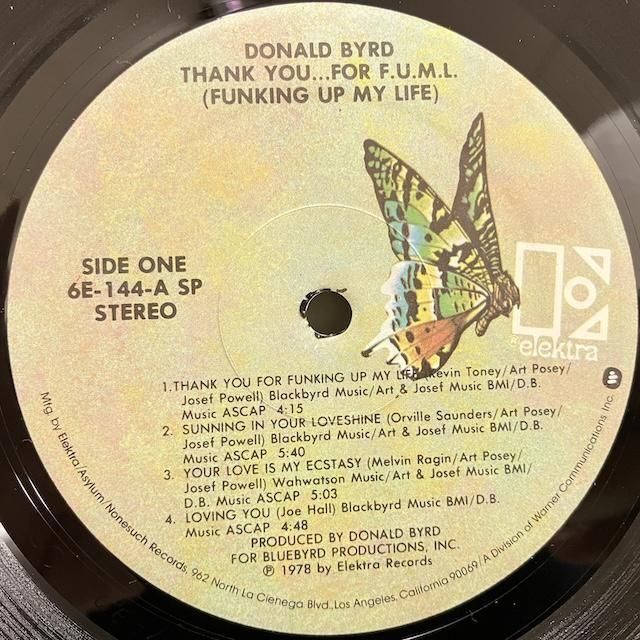 DONALD BYRD
THANK YOU...FOR F.U.M.L.
(FUNKING UP MY LIFE)
SIDE ONE
6E-144-A SP
STEREO
elektra
1. THANK YOU FOR FUNKING UP MY LIFE (Kevin Toney/Art Posey/
Josef Powell) Blackbyrd Music/Art & Josef Music BMI/D.B.
Music ASCAP 4:15
2. SUNNING IN YOUR LOVESHINE (Orville Saunders/Art Posey/
Josef Powell) Blackbyrd Music/Art & Josef Music BMI/D.B.
Music ASCAP 5:40
3. YOUR LOVE IS MY ECSTASY (Melvin Ragin/Art Posey/
Josef Powell) Wahwatson Music/Art & Josef Music BMI/
D.B. Music ASCAP 5:03
4. LOVING YOU (Joe Hall) Blackbyrd Music BMI/D.B.
Music ASCAP 4:48
PRODUCED BY DONALD BYRD
FOR BLUEBYRD PRODUCTIONS, INC.
℗ 1978 by Elektra Records
Mfg. by Elektra/Asylum/Nonesuch Records, 962 North La Cienega Blvd., Los Angeles, California 90069/A Division of Warner Communications Inc.